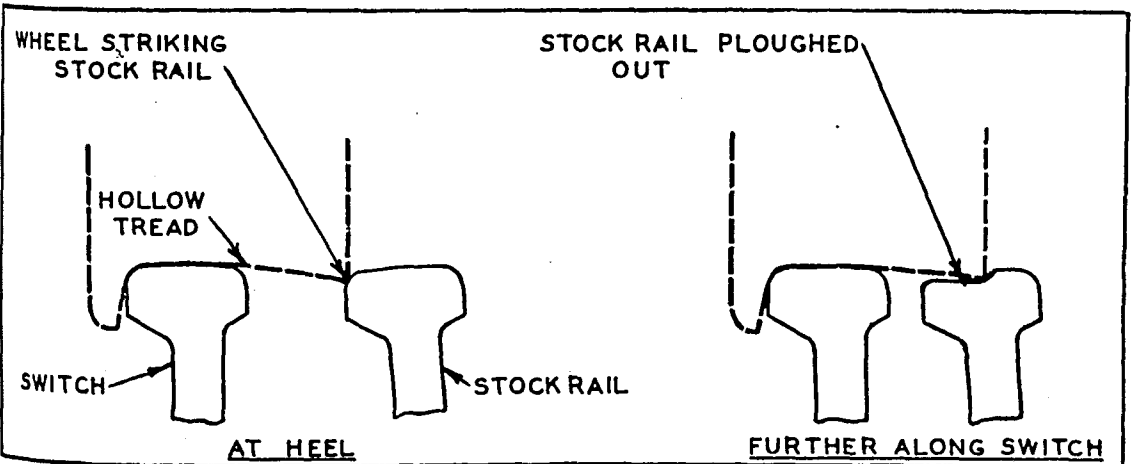 WHEEL STRIKING
STOCK RAIL
HOLLOW
TREAD
SWITCH
STOCK RAIL
AT HEEL
STOCK RAIL PLOUGHED
OUT
FURTHER ALONG SWITCH